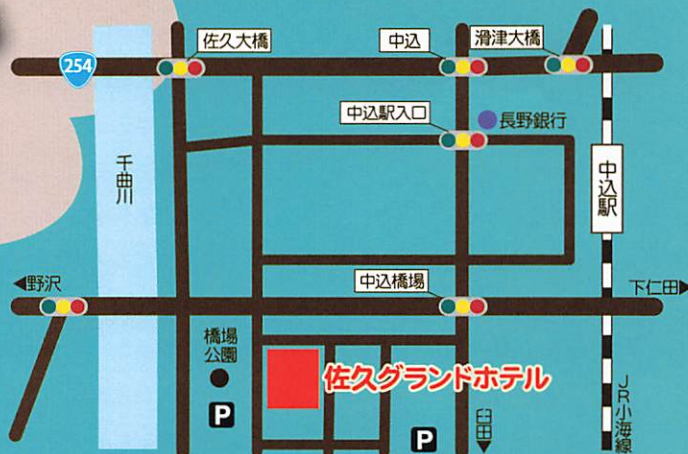 254
佐久大橋
中込
滑津大橋
中込駅入口
長野銀行
千曲川
中込駅
◀野沢
中込橋場
下仁田▶
橋場
公園
佐久グランドホテル
P
P
臼田▼
JR小海線